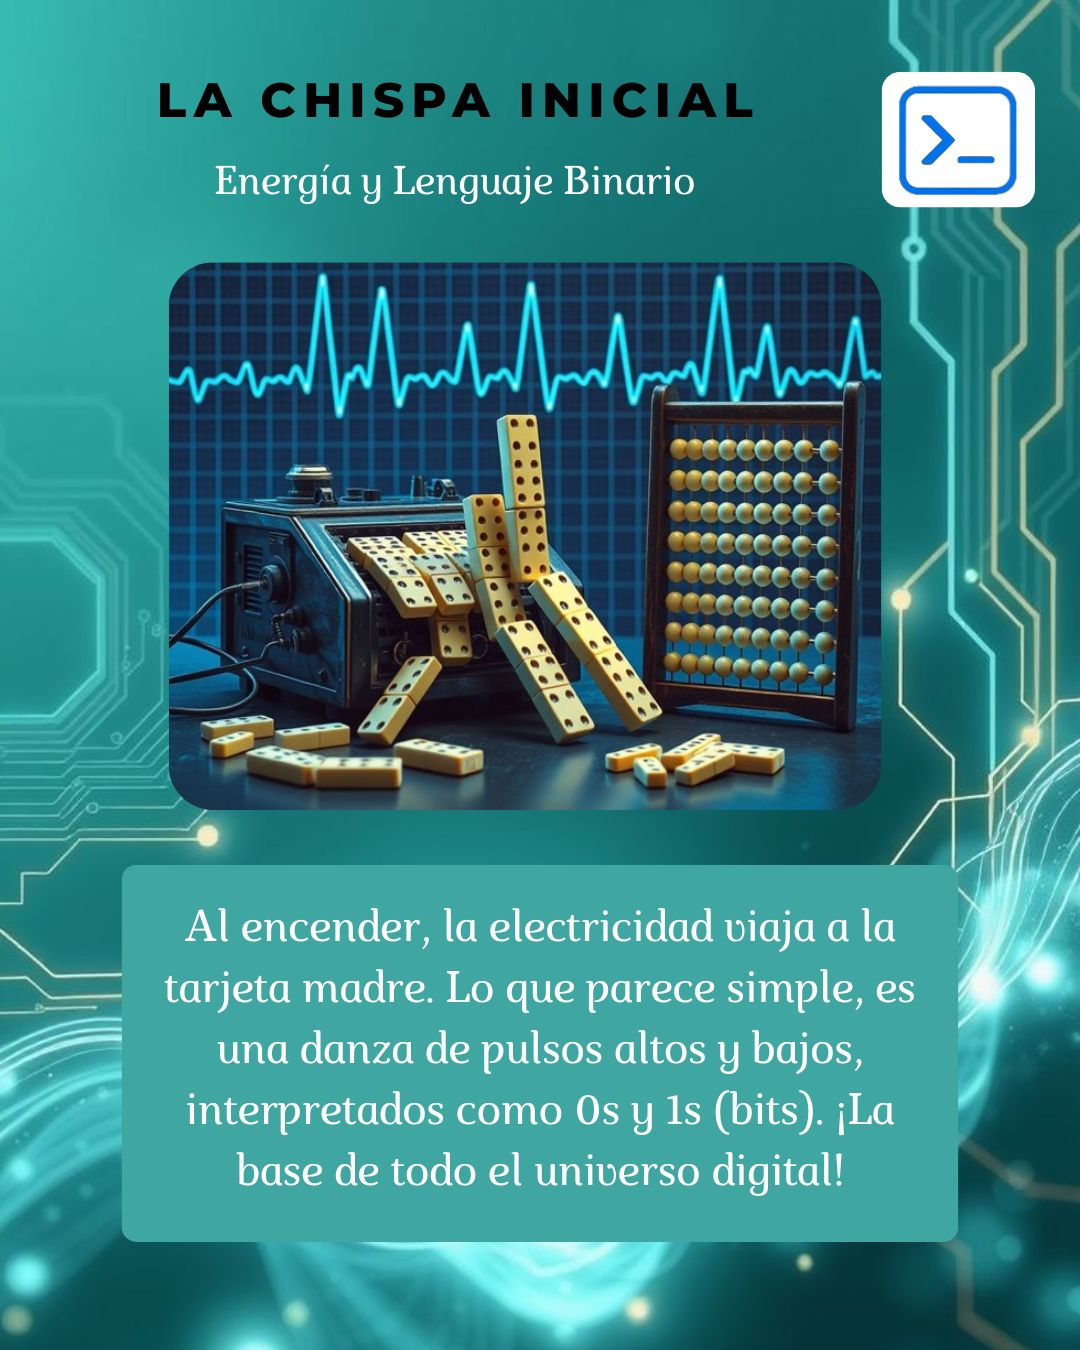 LA CHISPA INICIAL
Energía y Lenguaje Binario
Al encender, la electricidad viaja a la
tarjeta madre. Lo que parece simple, es
una danza de pulsos altos y bajos,
interpretados como 0s y 1s (bits). ¡La
base de todo el universo digital!